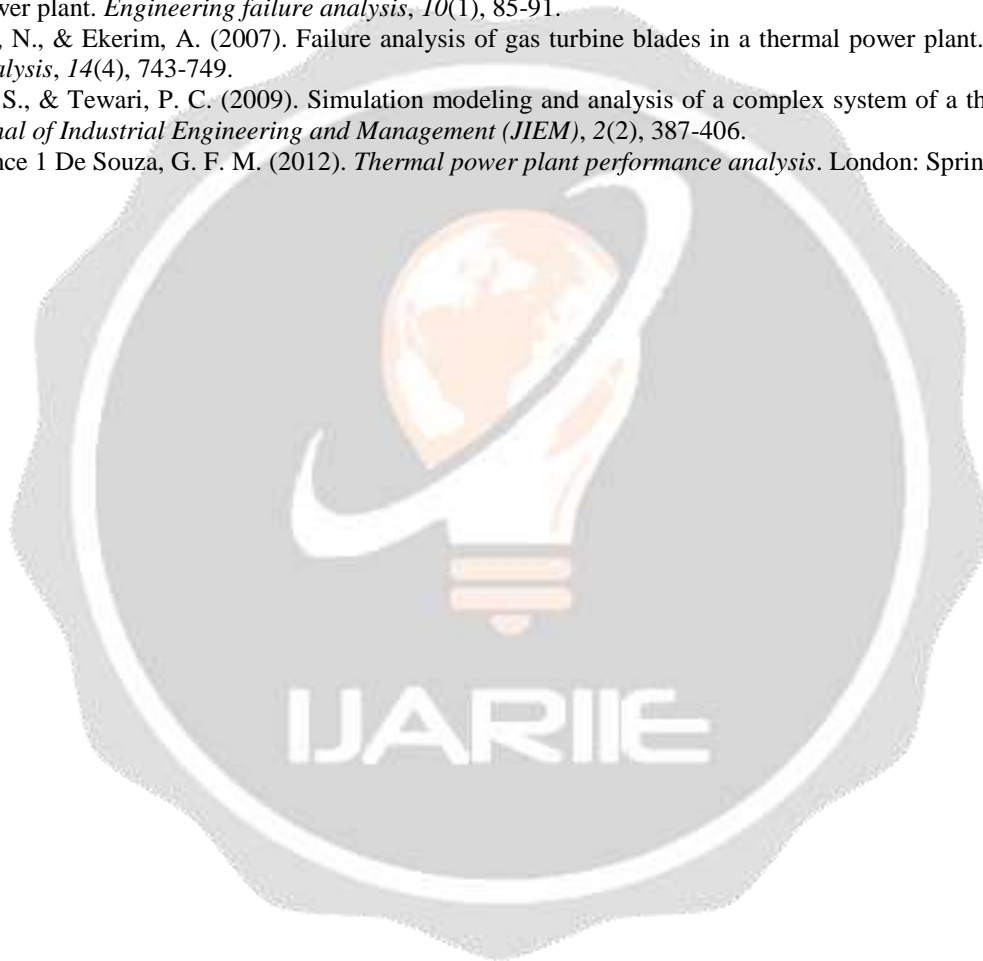 wer plant. Engineering failure analysis, 10(1), 85-91.
, N., & Ekerim, A. (2007). Failure analysis of gas turbine blades in a thermal power plant.
alysis, 14(4), 743-749.
S., & Tewari, P. C. (2009). Simulation modeling and analysis of a complex system of a th
nal of Industrial Engineering and Management (JIEM), 2(2), 387-406.
nce 1 De Souza, G. F. M. (2012). Thermal power plant performance analysis. London: Sprin
IJARIIE